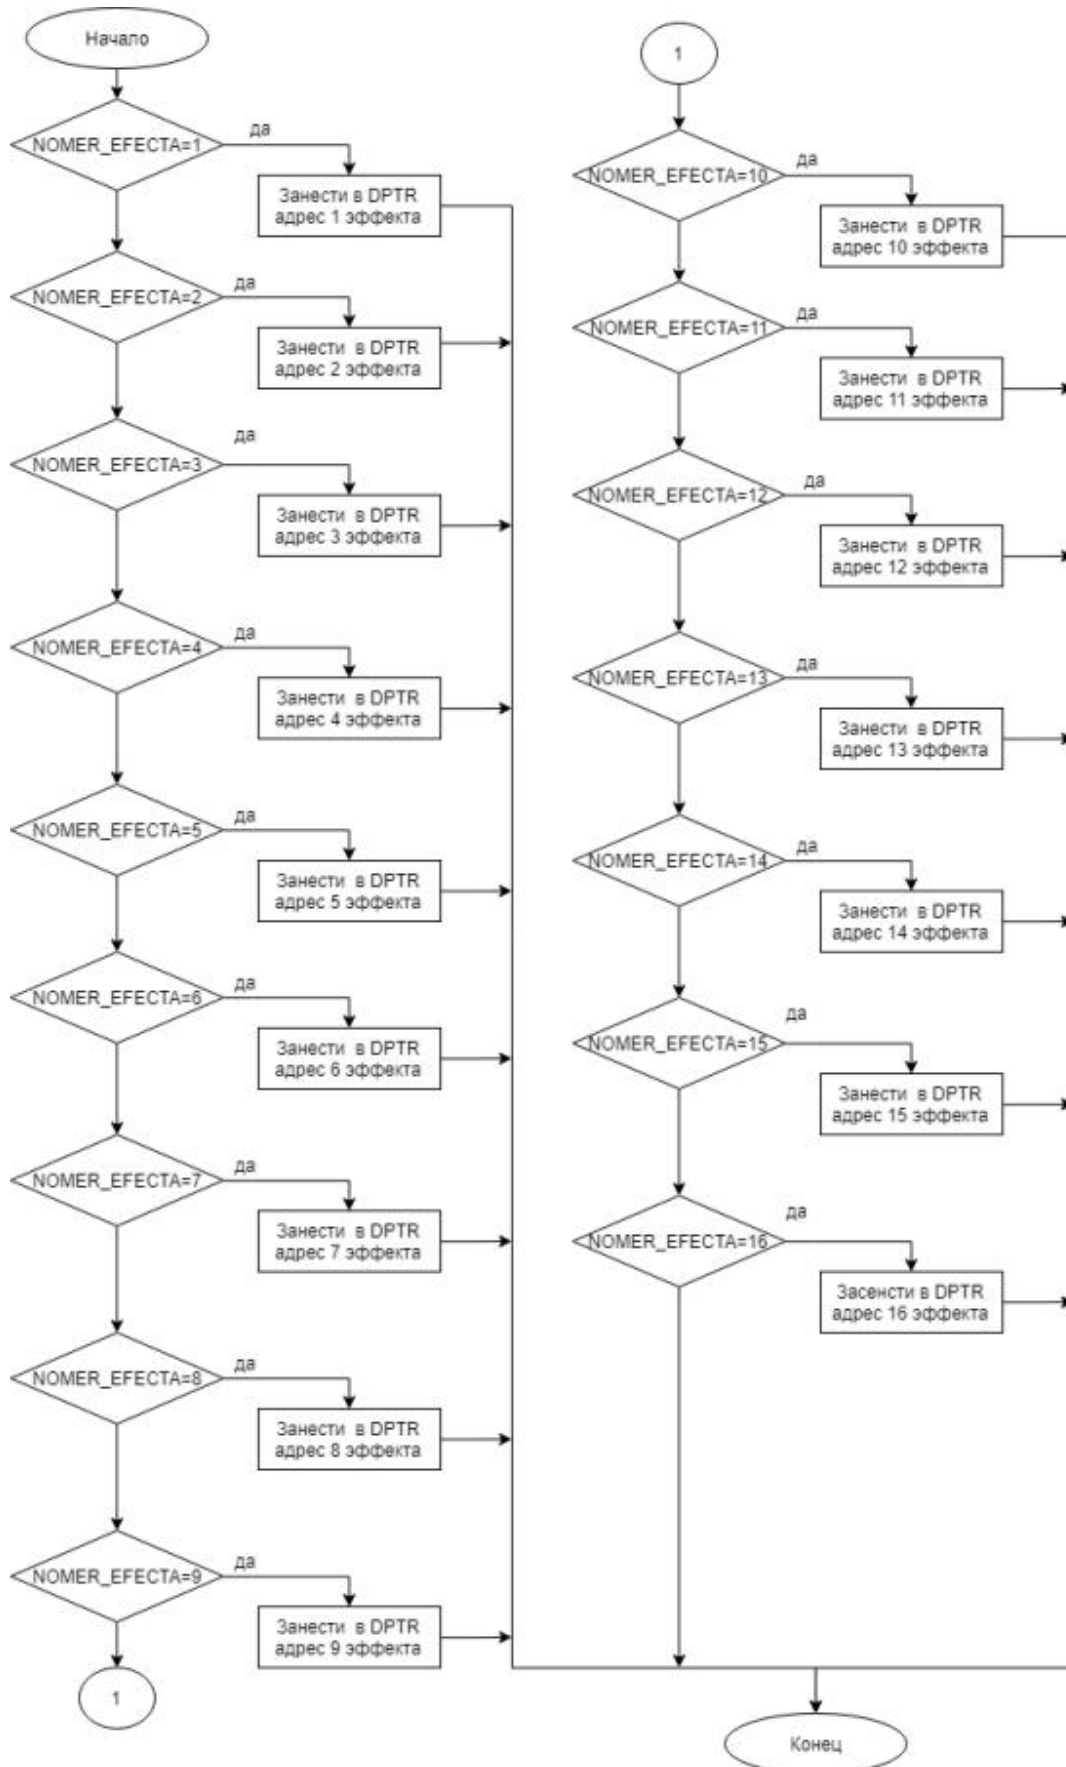 Начало
NOMER_EFECTA=1
да
Занести в DPTR
адрес 1 эффекта
NOMER_EFECTA=2
да
Занести в DPTR
адрес 2 эффекта
NOMER_EFECTA=3
да
Занести в DPTR
адрес 3 эффекта
NOMER_EFECTA=4
да
Занести в DPTR
адрес 4 эффекта
NOMER_EFECTA=5
да
Занести в DPTR
адрес 5 эффекта
NOMER_EFECTA=6
да
Занести в DPTR
адрес 6 эффекта
NOMER_EFECTA=7
да
Занести в DPTR
адрес 7 эффекта
NOMER_EFECTA=8
да
Занести в DPTR
адрес 8 эффекта
NOMER_EFECTA=9
да
Занести в DPTR
адрес 9 эффекта
1
1
NOMER_EFECTA=10
да
Занести в DPTR
адрес 10 эффекта
NOMER_EFECTA=11
да
Занести в DPTR
адрес 11 эффекта
NOMER_EFECTA=12
да
Занести в DPTR
адрес 12 эффекта
NOMER_EFECTA=13
да
Занести в DPTR
адрес 13 эффекта
NOMER_EFECTA=14
да
Занести в DPTR
адрес 14 эффекта
NOMER_EFECTA=15
да
Занести в DPTR
адрес 15 эффекта
NOMER_EFECTA=16
да
Засенсти в DPTR
адрес 16 эффекта
Конец